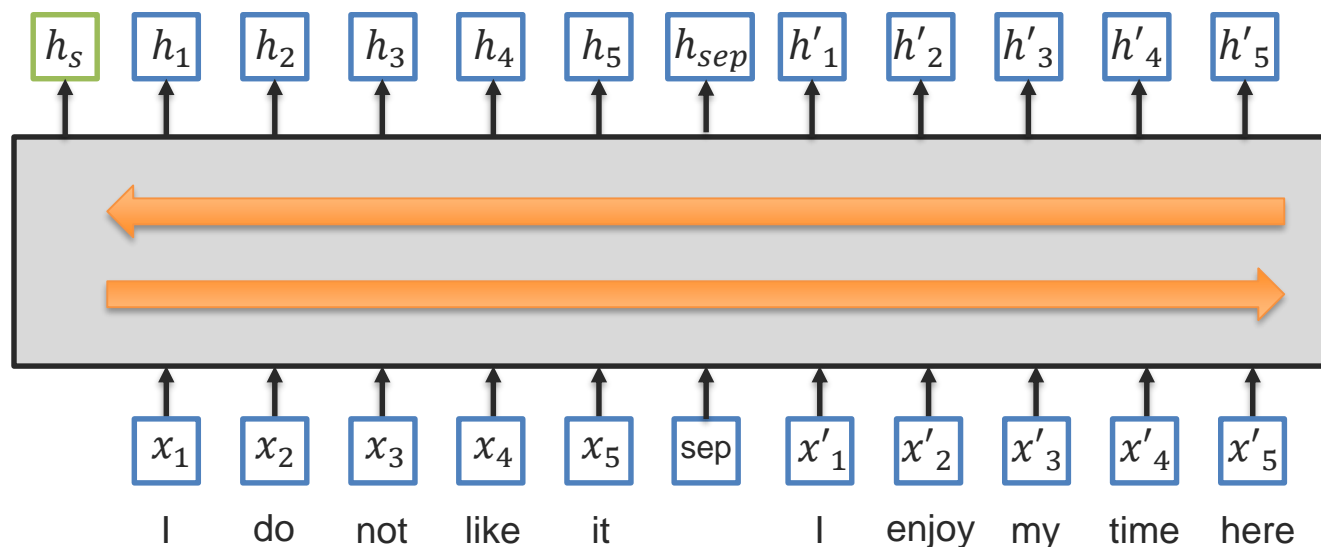 h_s h_1 h_2 h_3 h_4 h_5 h_sep h'_1 h'_2 h'_3 h'_4 h'_5
x_1 x_2 x_3 x_4 x_5 sep x'_1 x'_2 x'_3 x'_4 x'_5
I do not like it I enjoy my time here